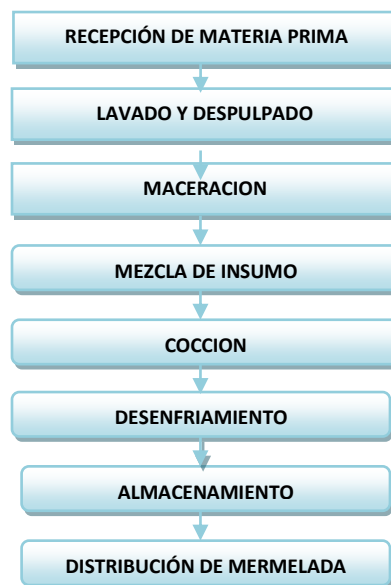 RECEPCIÓN DE MATERIA PRIMA
LAVADO Y DESPULPADO
MACERACION
MEZCLA DE INSUMO
COCCION
DESENFRIAMIENTO
ALMACENAMIENTO
DISTRIBUCIÓN DE MERMELADA